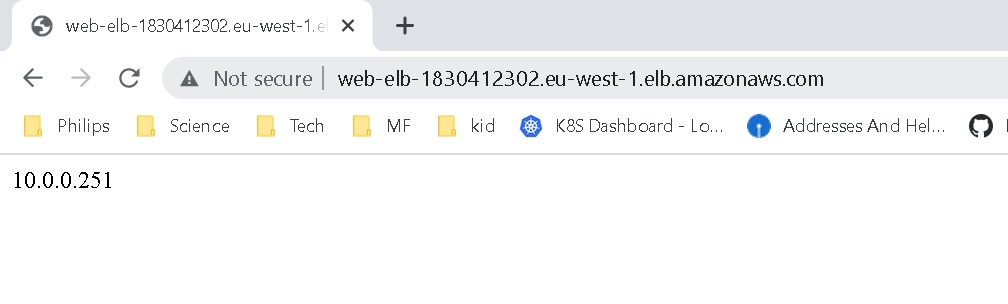 web-elb-1830412302.eu-west-1.el
Not secure web-elb-1830412302.eu-west-1.elb.amazonaws.com
Philips Science Tech MF kid K8S Dashboard - Lo... Addresses And Hel...
10.0.0.251